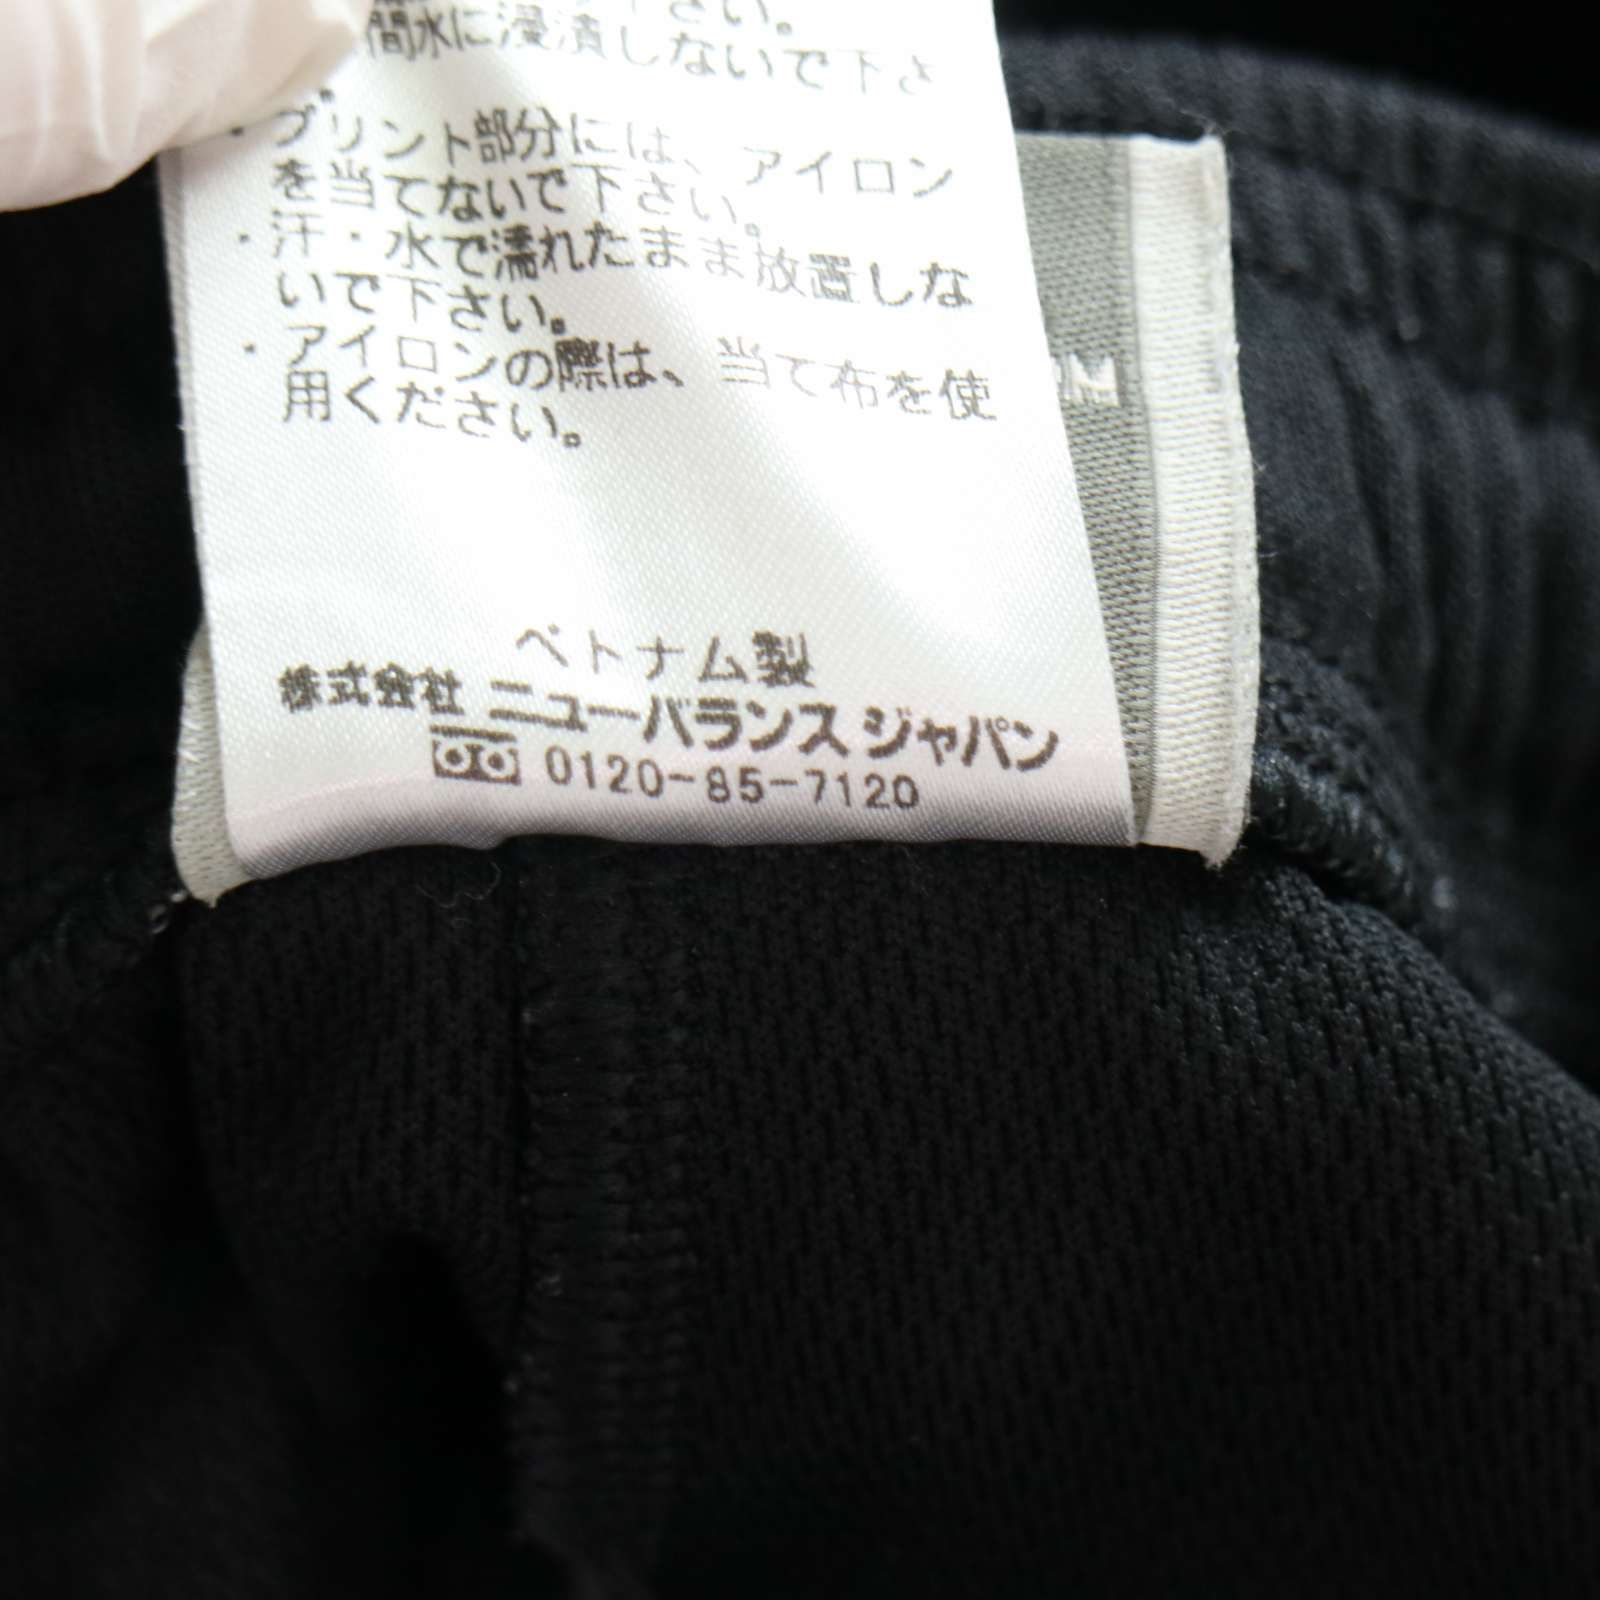 さい。
間水に浸漬しないで下さ
。
・プリント部分には、アイロン
を当てないで下さい。
・汗・水で濡れたまま放置しな
いで下さい。
・アイロンの際は、当て布を使
用ください。
ベトナム製
株式会社 ニューバランス ジャパン
0120-85-7120